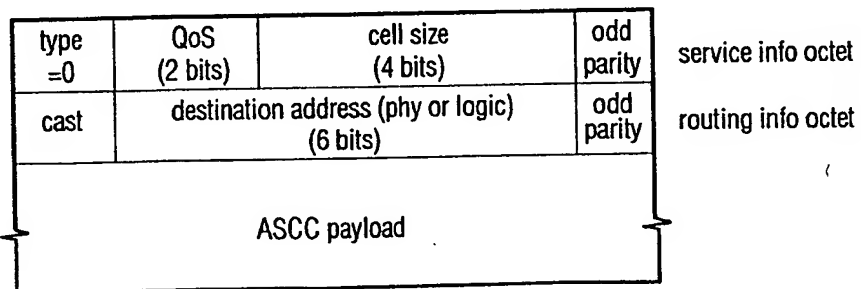 type
=0
QoS
(2 bits)
cell size
(4 bits)
odd
parity
service info octet
cast
destination address (phy or logic)
(6 bits)
odd
parity
routing info octet
ASCC payload